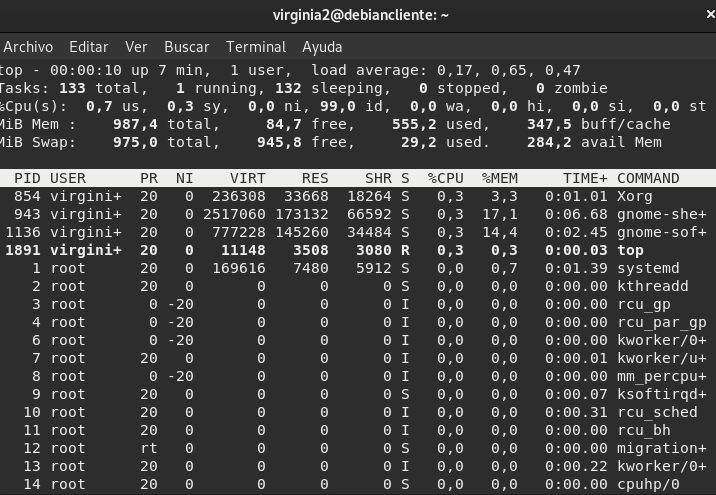 virginia2@debiancliente: ~
Archivo Editar Ver Buscar Terminal Ayuda
top - 00:00:10 up 7 min, 1 user, load average: 0,17, 0,65, 0,47
Tasks: 133 total, 1 running, 132 sleeping, 0 stopped, 0 zombie
%Cpu(s): 0,7 us, 0,3 sy, 0,0 ni, 99,0 id, 0,0 wa, 0,0 hi, 0,0 si, 0,0 st
MiB Mem : 987,4 total, 84,7 free, 555,2 used, 347,5 buff/cache
MiB Swap: 975,0 total, 945,8 free, 29,2 used. 284,2 avail Mem
PID USER PR NI VIRT RES SHR S %CPU %MEM TIME+ COMMAND
854 virgini+ 20 0 236308 33668 18264 S 0,3 3,3 0:01.01 Xorg
943 virgini+ 20 0 2517060 173132 66592 S 0,3 17,1 0:06.68 gnome-she+
1136 virgini+ 20 0 777228 145260 34484 S 0,3 14,4 0:02.45 gnome-sof+
1891 virgini+ 20 0 11148 3508 3080 R 0,3 0,3 0:00.03 top
1 root 20 0 169616 7480 5912 S 0,0 0,7 0:01.39 systemd
2 root 20 0 0 0 0 S 0,0 0,0 0:00.00 kthreadd
3 root 0 -20 0 0 0 I 0,0 0,0 0:00.00 rcu_gp
4 root 0 -20 0 0 0 I 0,0 0,0 0:00.00 rcu_par_gp
6 root 0 -20 0 0 0 I 0,0 0,0 0:00.00 kworker/0+
7 root 20 0 0 0 0 I 0,0 0,0 0:00.01 kworker/u+
8 root 0 -20 0 0 0 I 0,0 0,0 0:00.00 mm_percpu+
9 root 20 0 0 0 0 S 0,0 0,0 0:00.07 ksoftirqd+
10 root 20 0 0 0 0 I 0,0 0,0 0:00.31 rcu_sched
11 root 20 0 0 0 0 I 0,0 0,0 0:00.00 rcu_bh
12 root rt 0 0 0 0 S 0,0 0,0 0:00.00 migration+
13 root 20 0 0 0 0 I 0,0 0,0 0:00.22 kworker/0+
14 root 20 0 0 0 0 S 0,0 0,0 0:00.00 cpuhp/0